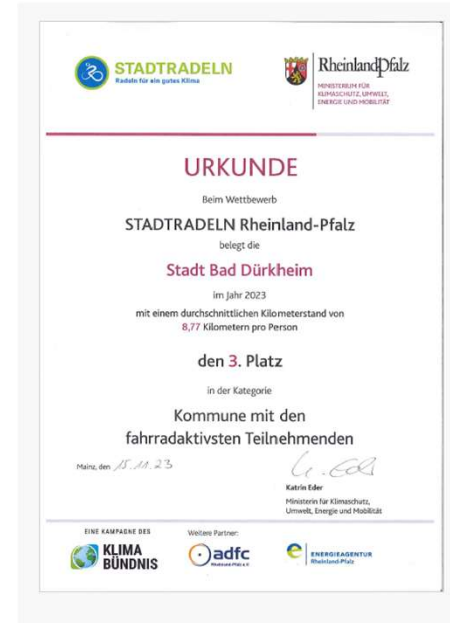 STADTRADELN
Radeln für ein gutes Klima
RheinlandPfalz
MINISTERIUM FÜR
KLIMASCHUTZ, UMWELT,
ENERGIE UND MOBILITÄT
URKUNDE
Beim Wettbewerb
STADTRADELN Rheinland-Pfalz
belegt die
Stadt Bad Dürkheim
im Jahr 2023
mit einem durchschnittlichen Kilometerstand von
8,77 Kilometern pro Person
den 3. Platz
in der Kategorie
Kommune mit den
fahrradaktivsten Teilnehmenden
Mainz, den 15.11.23
K. Eder
Katrin Eder
Ministerin für Klimaschutz,
Umwelt, Energie und Mobilität
EINE KAMPAGNE DES
KLIMA
BÜNDNIS
Weitere Partner:
adfc
Rheinland-Pfalz e.V.
ENERGIEAGENTUR
Rheinland-Pfalz